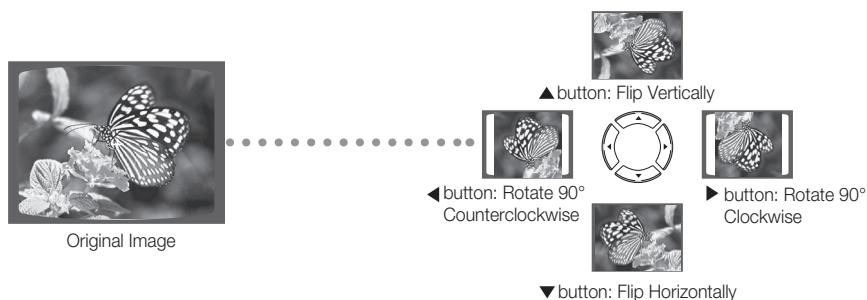 ▲ button: Flip Vertically
◀ button: Rotate 90°
Counterclockwise
▶ button: Rotate 90°
Clockwise
Original Image
▼ button: Flip Horizontally